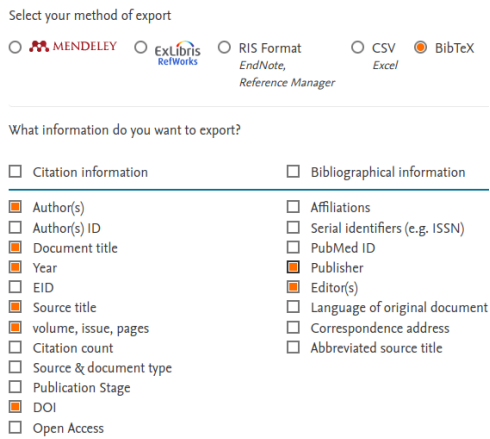 Select your method of export
MENDELEY
ExLibris
RefWorks
RIS Format
EndNote,
Reference Manager
CSV
Excel
BibTeX
What information do you want to export?
Citation information
Author(s)
Author(s) ID
Document title
Year
EID
Source title
volume, issue, pages
Citation count
Source & document type
Publication Stage
DOI
Open Access
Bibliographical information
Affiliations
Serial identifiers (e.g. ISSN)
PubMed ID
Publisher
Editor(s)
Language of original document
Correspondence address
Abbreviated source title